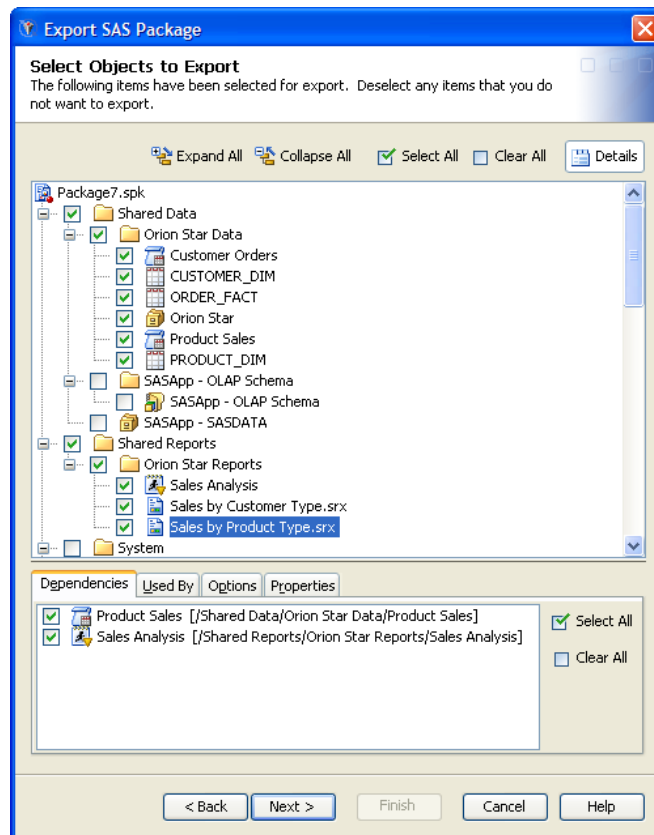 Export SAS Package
Select Objects to Export
The following items have been selected for export. Deselect any items that you do
not want to export.
Expand All Collapse All Select All Clear All Details
Package7.spk
Shared Data
Orion Star Data
Customer Orders
CUSTOMER_DIM
ORDER_FACT
Orion Star
Product Sales
PRODUCT_DIM
SASApp - OLAP Schema
SASApp - OLAP Schema
SASApp - SASDATA
Shared Reports
Orion Star Reports
Sales Analysis
Sales by Customer Type.srx
Sales by Product Type.srx
System
Dependencies Used By Options Properties
Product Sales [/Shared Data/Orion Star Data/Product Sales]
Sales Analysis [/Shared Reports/Orion Star Reports/Sales Analysis]
Select All
Clear All
< Back Next > Finish Cancel Help